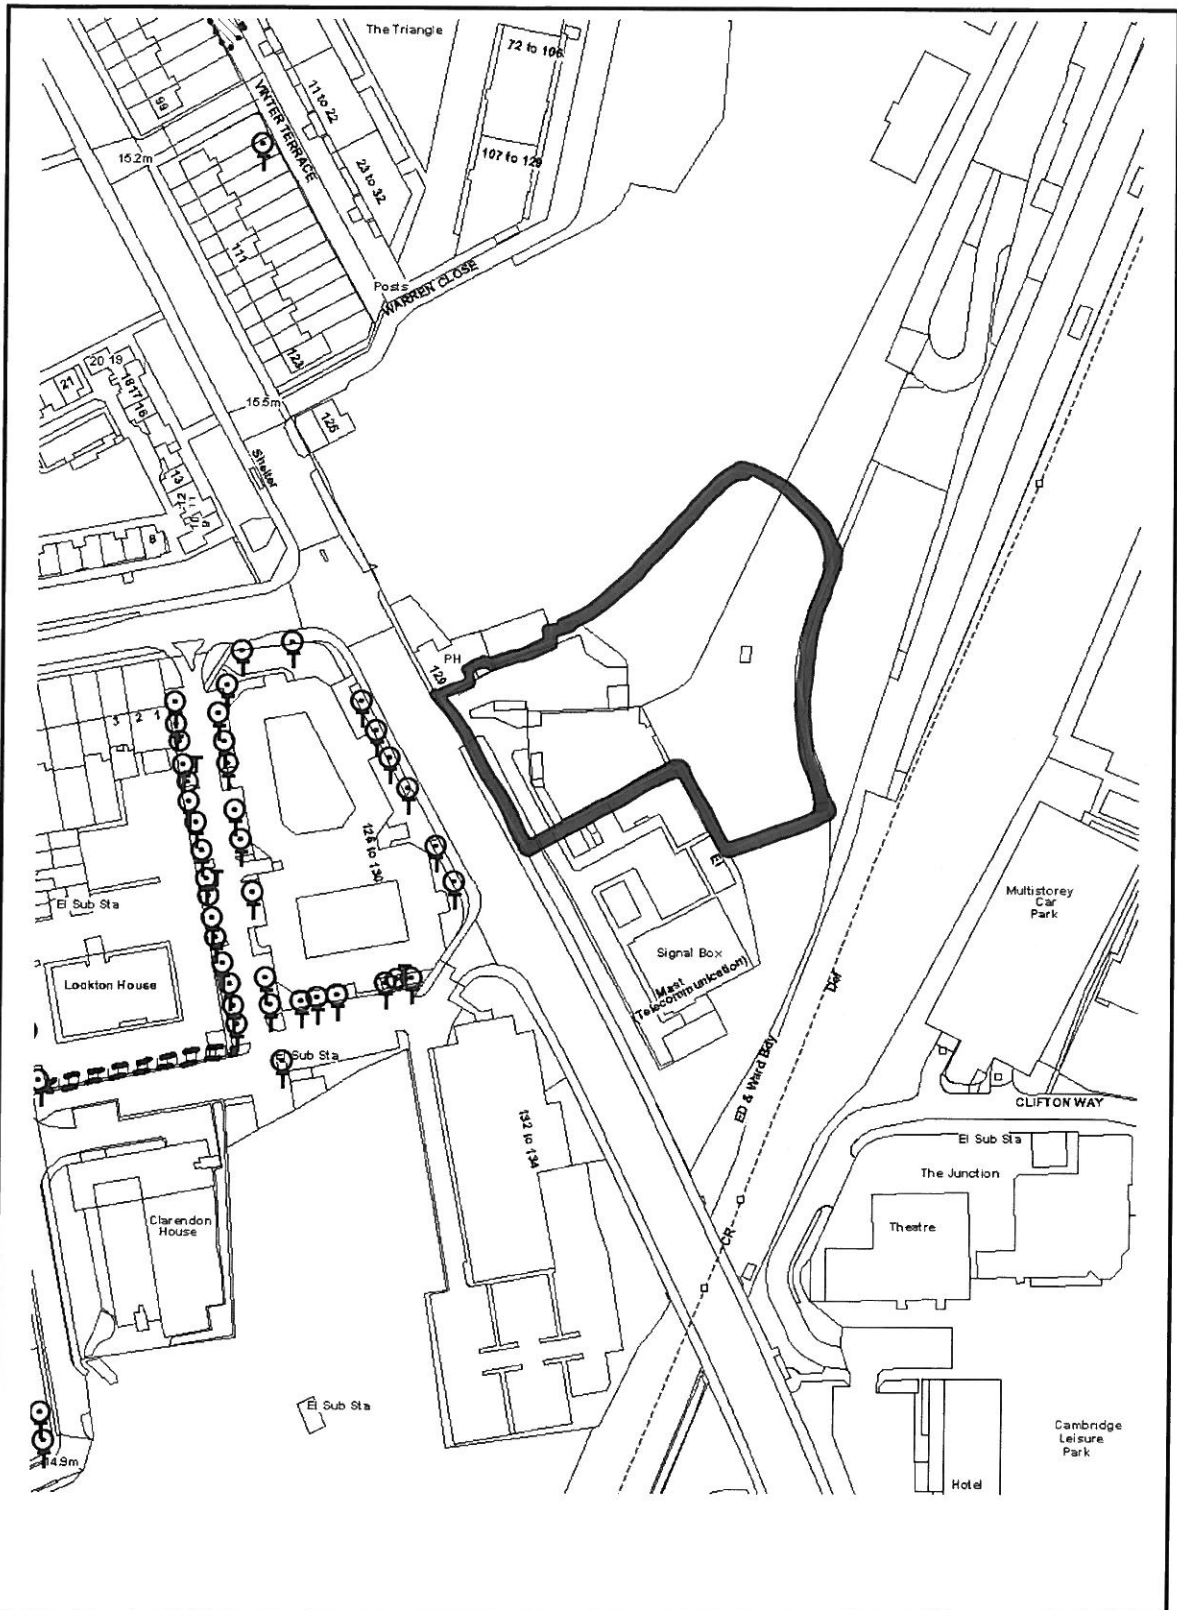 The Triangle
72 to 106
99
VINTER TERRACE
11 to 22
15.2m
107 to 129
23 to 32
111
Posts
WARREN CLOSE
123
20 19
21
18
17
16
15.5m
125
Shelter
13
12
11
10
9
8
PH
129
3 2 1
126 to 130
El Sub Sta
Multistorey
Car
Park
Signal Box
Mast
(Telecommunication)
Lockton House
Def
ED & Ward Bdy
El Sub Sta
CLIFTON WAY
El Sub Sta
132 to 134
The Junction
Clarendon
House
Theatre
CR
El Sub Sta
Cambridge
Leisure
Park
14.9m
Hotel